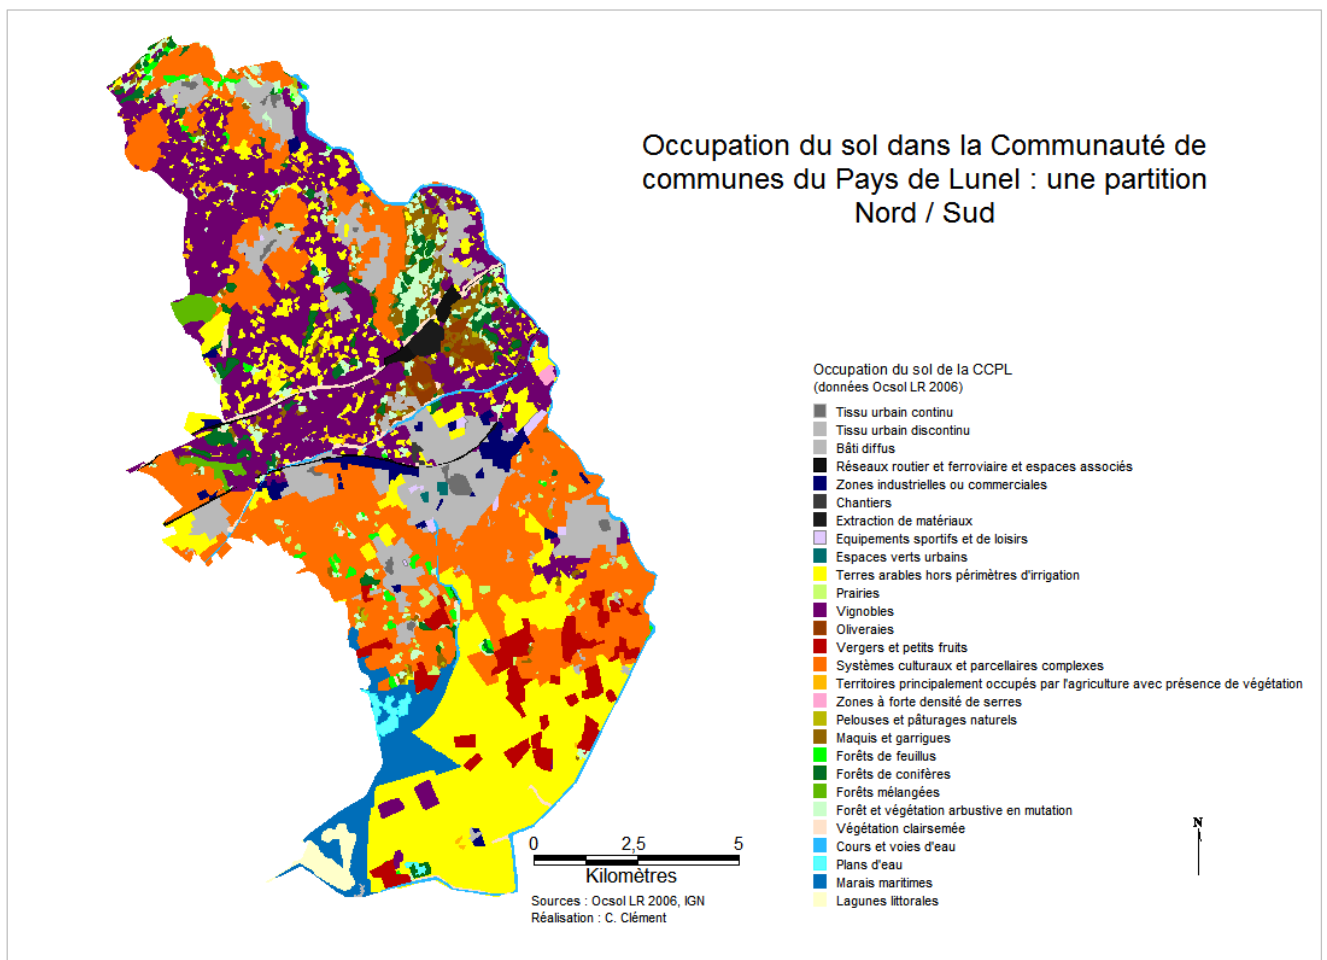 Occupation du sol dans la Communauté de
communes du Pays de Lunel : une partition
Nord / Sud
Occupation du sol de la CCPL
(données Ocsol LR 2006)
Tissu urbain continu
Tissu urbain discontinu
Bâti diffus
Réseaux routier et ferroviaire et espaces associés
Zones industrielles ou commerciales
Chantiers
Extraction de matériaux
Equipements sportifs et de loisirs
Espaces verts urbains
Terres arables hors périmètres d'irrigation
Prairies
Vignobles
Oliveraies
Vergers et petits fruits
Systèmes culturaux et parcellaires complexes
Territoires principalement occupés par l'agriculture avec présence de végétation
Zones à forte densité de serres
Pelouses et pâturages naturels
Maquis et garrigues
Forêts de feuillus
Forêts de conifères
Forêts mélangées
Forêt et végétation arbustive en mutation
Végétation clairsemée
Cours et voies d'eau
Plans d'eau
Marais maritimes
Lagunes littorales
N
0 2,5 5
Kilomètres
Sources : Ocsol LR 2006, IGN
Réalisation : C. Clément